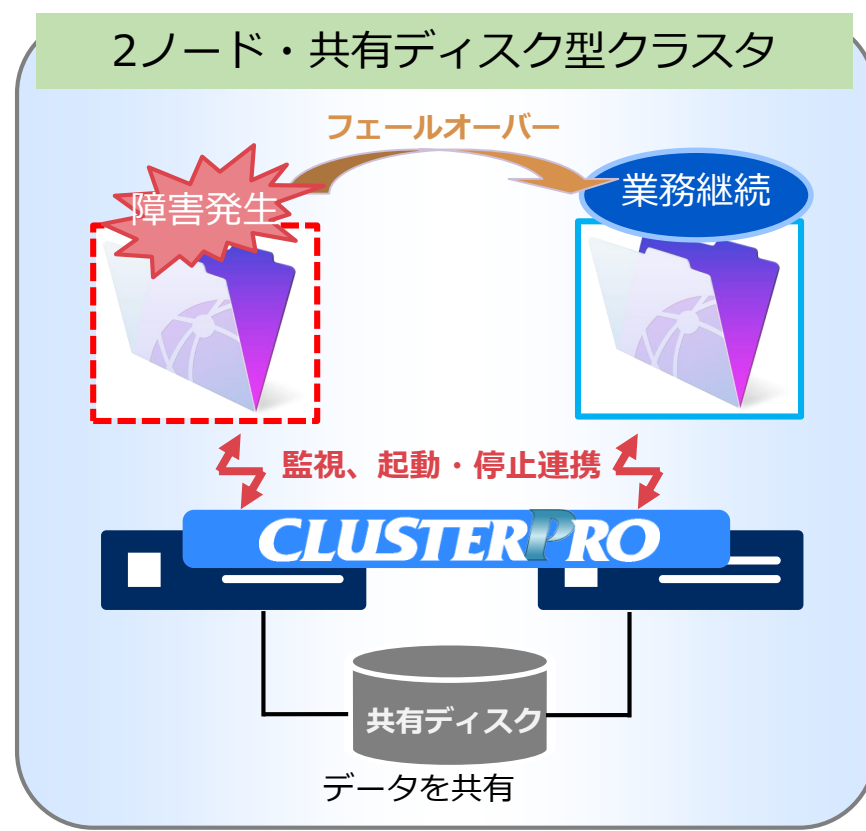 2ノード・共有ディスク型クラスタ
フェールオーバー
障害発生
業務継続
監視、起動・停止連携
CLUSTERPRO
共有ディスク
データを共有